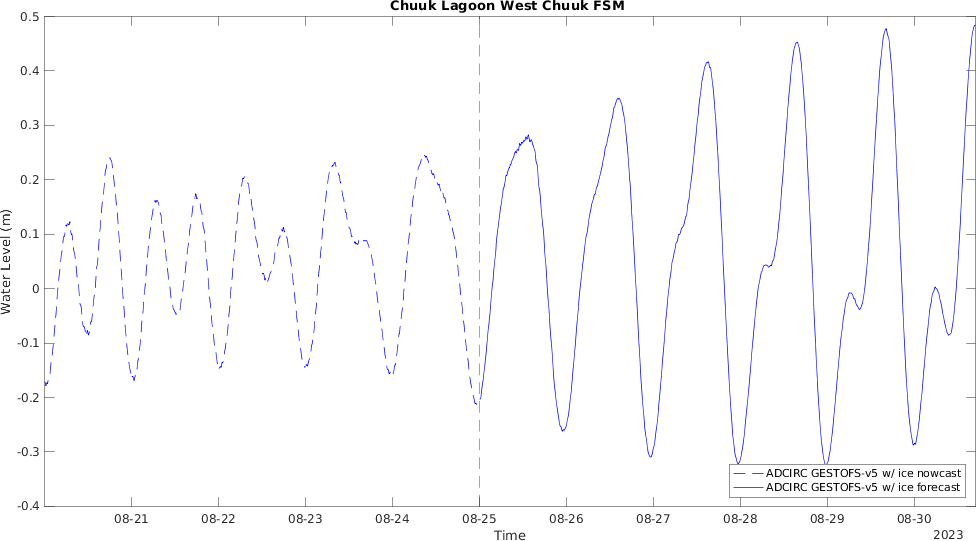 Chuuk Lagoon West Chuuk FSM
0.5
0.4
0.3
0.2
0.1
0
-0.1
-0.2
-0.3
-0.4
Water Level (m)
ADCIRC GESTOFS-v5 w/ ice nowcast
ADCIRC GESTOFS-v5 w/ ice forecast
08-21 08-22 08-23 08-24 08-25 08-26 08-27 08-28 08-29 08-30
Time
2023